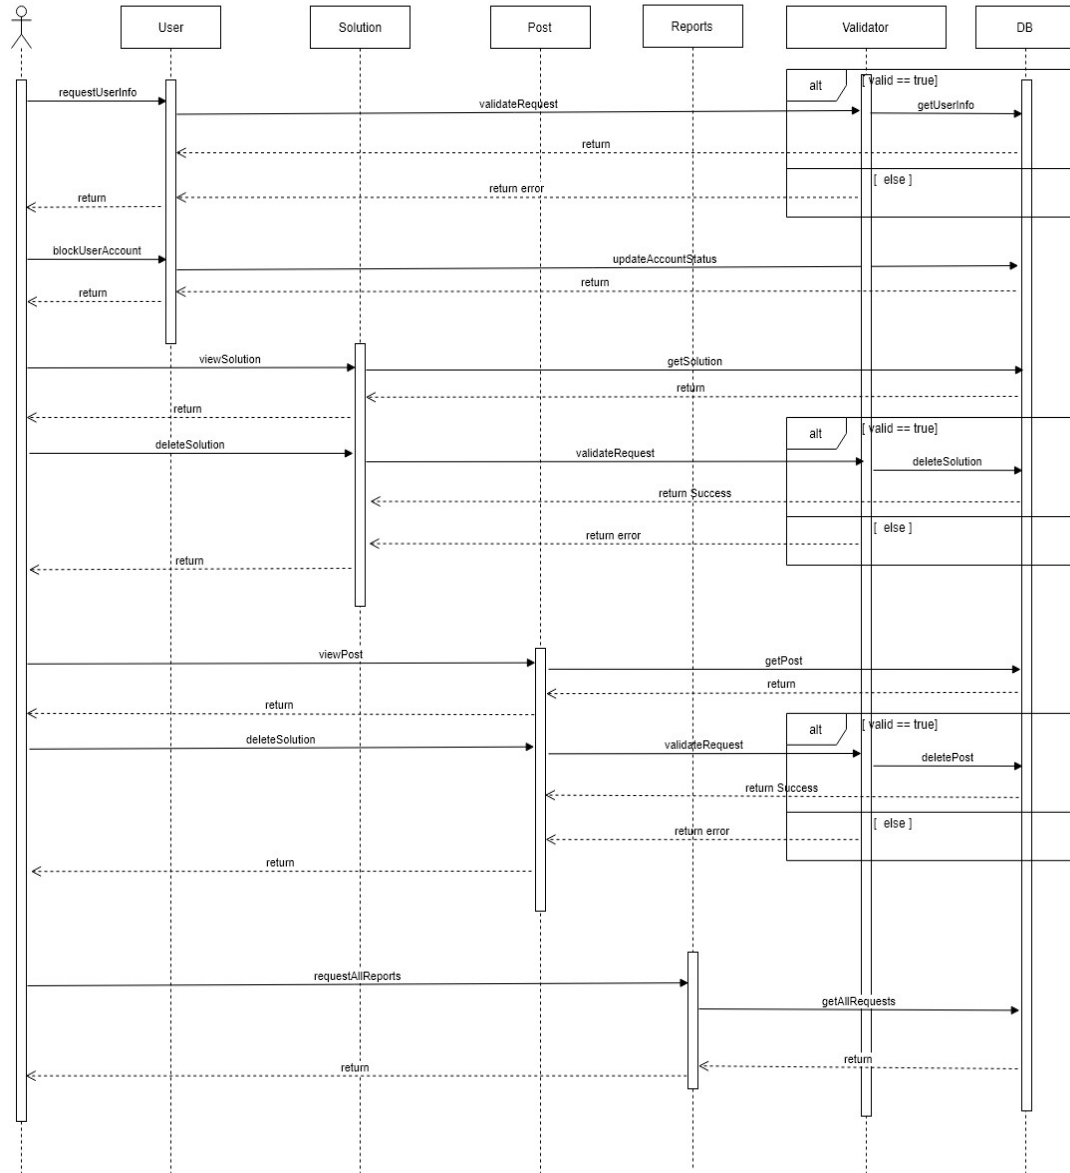 User
Solution
Post
Reports
Validator
DB
alt
[ valid == true]
requestUserInfo
validateRequest
getUserInfo
return
[ else ]
return error
return
blockUserAccount
updateAccountStatus
return
return
viewSolution
getSolution
return
return
alt
[ valid == true]
deleteSolution
validateRequest
deleteSolution
return Success
[ else ]
return error
return
viewPost
getPost
return
return
alt
[ valid == true]
deleteSolution
validateRequest
deletePost
return Success
[ else ]
return error
return
requestAllReports
getAllRequests
return
return